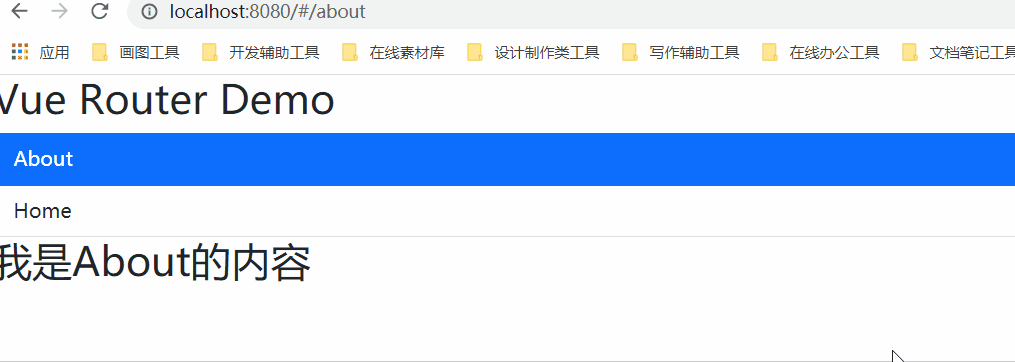 localhost:8080/#/about
应用 画图工具 开发辅助工具 在线素材库 设计制作类工具 写作辅助工具 在线办公工具 文档笔记工具
Vue Router Demo
About
Home
我是About的内容